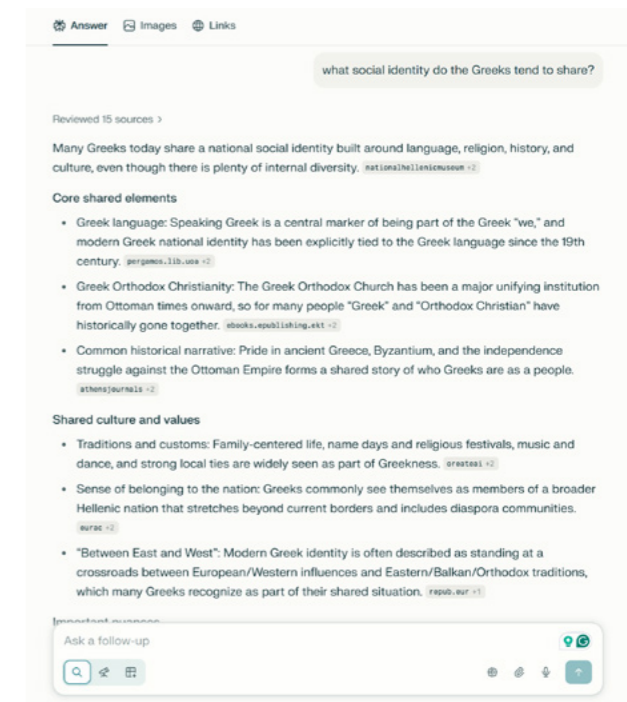 Answer Images Links
what social identity do the Greeks tend to share?
Reviewed 15 sources >
Many Greeks today share a national social identity built around language, religion, history, and
culture, even though there is plenty of internal diversity. nationalhellenicmuseum +2
Core shared elements
• Greek language: Speaking Greek is a central marker of being part of the Greek "we," and
modern Greek national identity has been explicitly tied to the Greek language since the 19th
century. pergamos.lib.uoa +2
• Greek Orthodox Christianity: The Greek Orthodox Church has been a major unifying institution
from Ottoman times onward, so for many people "Greek" and "Orthodox Christian" have
historically gone together. ebooks.epublishing.ekt +2
• Common historical narrative: Pride in ancient Greece, Byzantium, and the independence
struggle against the Ottoman Empire forms a shared story of who Greeks are as a people.
athensjournals +2
Shared culture and values
• Traditions and customs: Family-centered life, name days and religious festivals, music and
dance, and strong local ties are widely seen as part of Greekness. +2
• Sense of belonging to the nation: Greeks commonly see themselves as members of a broader
Hellenic nation that stretches beyond current borders and includes diaspora communities.
eurac +2
• "Between East and West": Modern Greek identity is often described as standing at a
crossroads between European/Western influences and Eastern/Balkan/Orthodox traditions,
which many Greeks recognize as part of their shared situation. repub.eur +1
Important nuances
Ask a follow-up